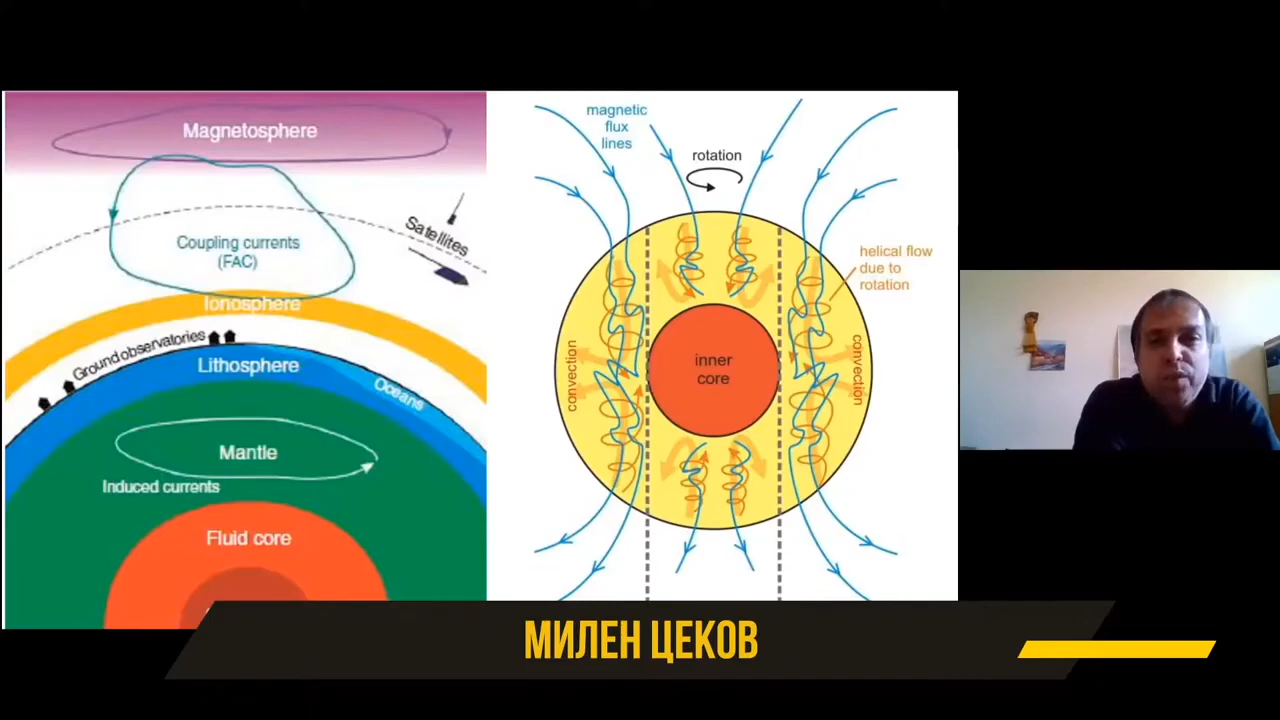 Magnetosphere
Satellites
Coupling currents
(FAC)
Ionosphere
Ground observatories
Lithosphere
Oceans
Mantle
Induced currents
Fluid core
magnetic
flux
lines
rotation
helical flow
due to
rotation
convection
inner
core
convection
МИЛЕН ЦЕКОВ